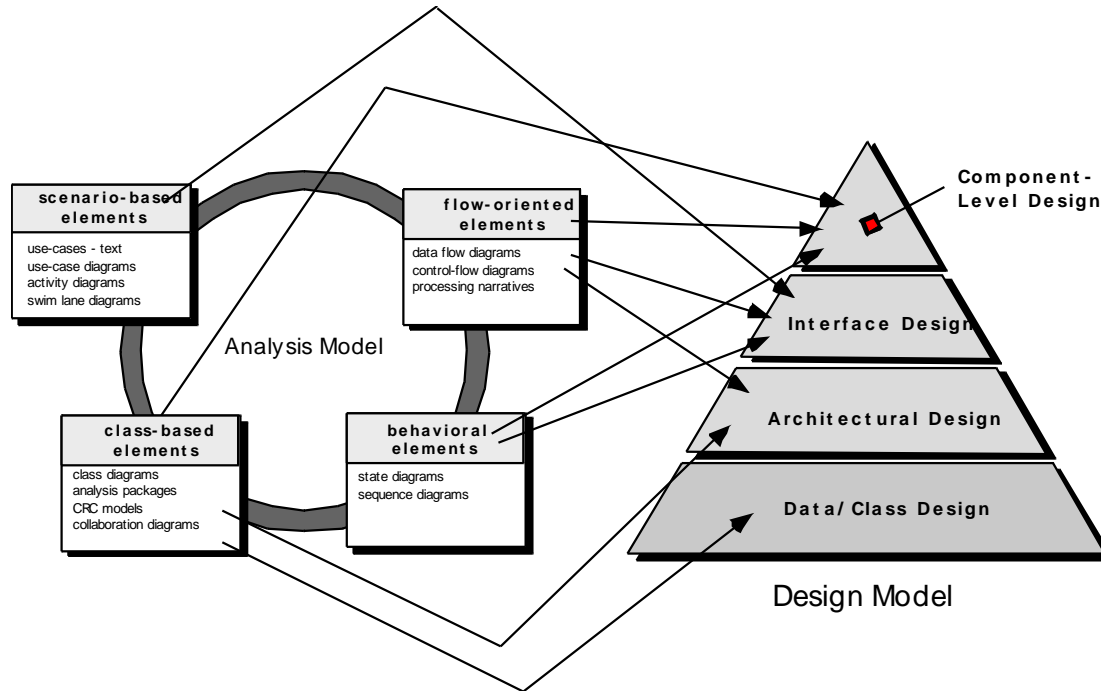 scenario-based
elements
use-cases - text
use-case diagrams
activity diagrams
swim lane diagrams
flow-oriented
elements
data flow diagrams
control-flow diagrams
processing narratives
Analysis Model
class-based
elements
class diagrams
analysis packages
CRC models
collaboration diagrams
behavioral
elements
state diagrams
sequence diagrams
Component-
Level Design
Interface Design
Architectural Design
Data/Class Design
Design Model